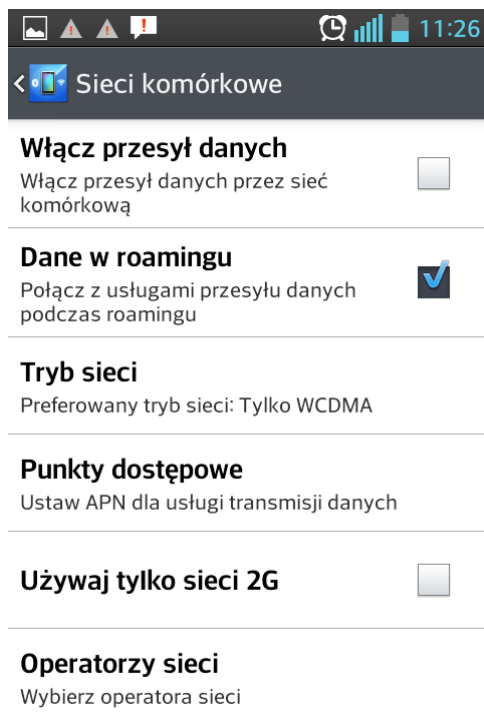 11:26
Sieci komórkowe
Włącz przesył danych
Włącz przesył danych przez sieć
komórkową
Dane w roamingu
Połącz z usługami przesyłu danych
podczas roamingu
Tryb sieci
Preferowany tryb sieci: Tylko WCDMA
Punkty dostępowe
Ustaw APN dla usługi transmisji danych
Używaj tylko sieci 2G
Operatorzy sieci
Wybierz operatora sieci